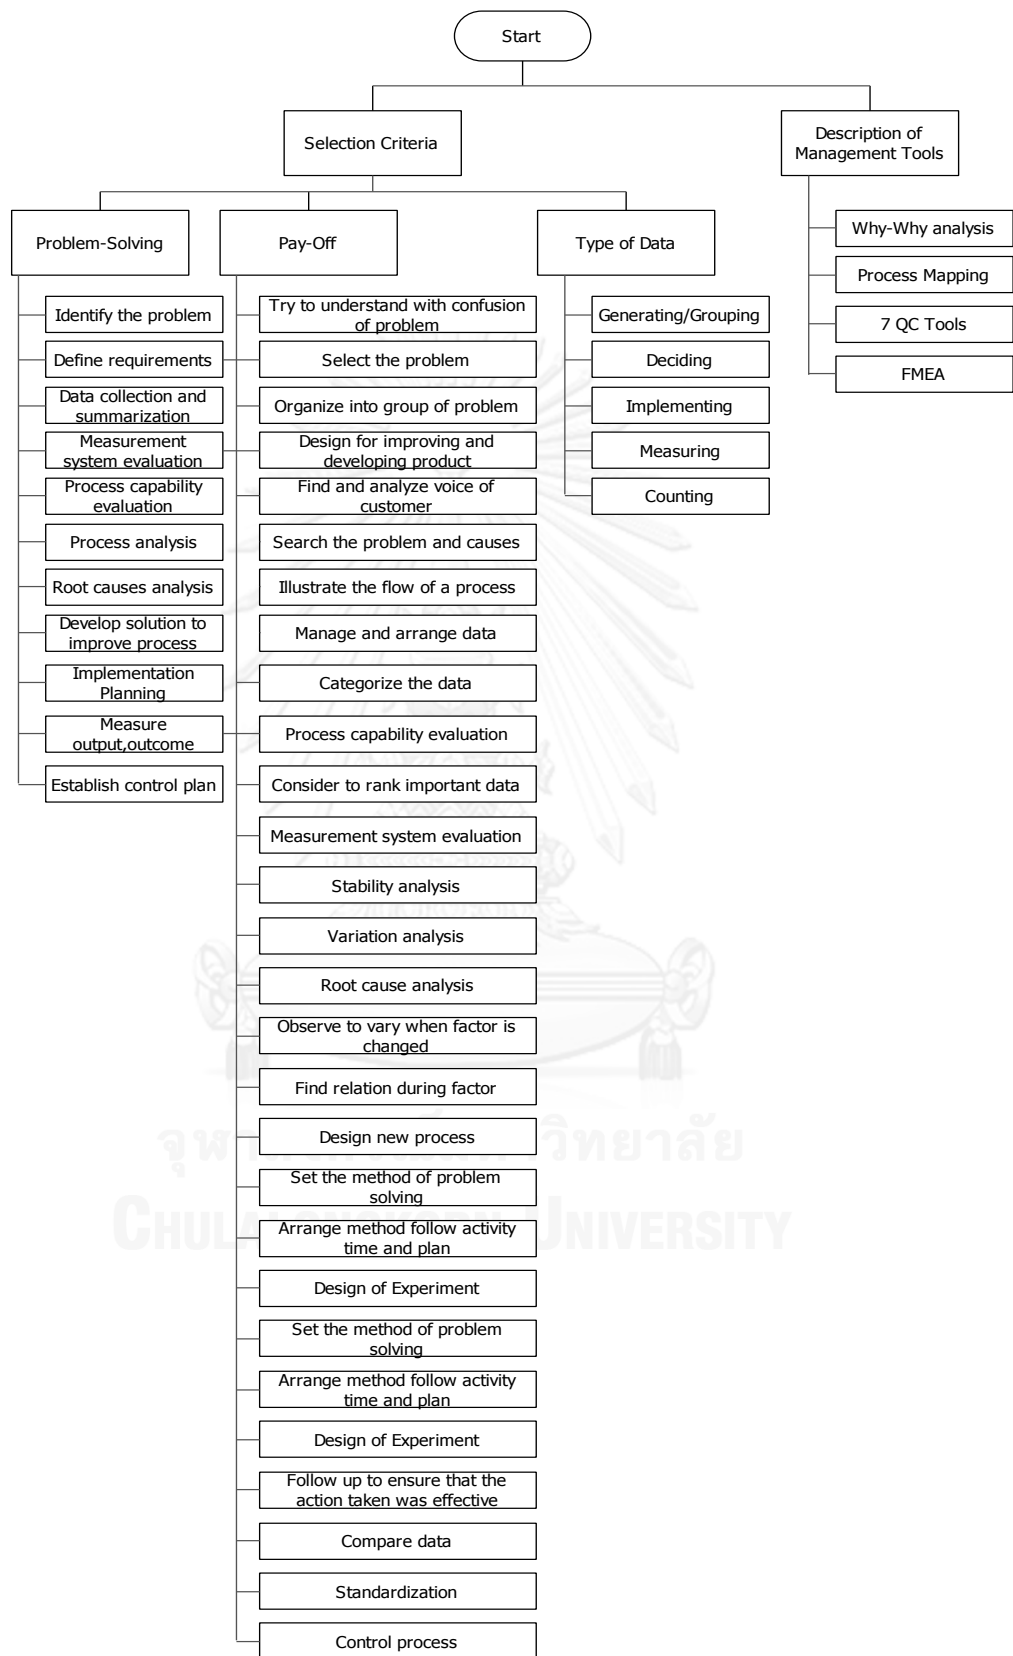 Start
Selection Criteria
Description of
Management Tools
Problem-Solving
Pay-Off
Type of Data
Identify the problem
Define requirements
Data collection and
summarization
Measurement
system evaluation
Process capability
evaluation
Process analysis
Root causes analysis
Develop solution to
improve process
Implementation
Planning
Measure
output,outcome
Establish control plan
Try to understand with confusion
of problem
Select the problem
Organize into group of problem
Design for improving and
developing product
Find and analyze voice of
customer
Search the problem and causes
Illustrate the flow of a process
Manage and arrange data
Categorize the data
Process capability evaluation
Consider to rank important data
Measurement system evaluation
Stability analysis
Variation analysis
Root cause analysis
Observe to vary when factor is
changed
Find relation during factor
Design new process
Set the method of problem
solving
Arrange method follow activity
time and plan
Design of Experiment
Set the method of problem
solving
Arrange method follow activity
time and plan
Design of Experiment
Follow up to ensure that the
action taken was effective
Compare data
Standardization
Control process
Generating/Grouping
Deciding
Implementing
Measuring
Counting
Why-Why analysis
Process Mapping
7 QC Tools
FMEA
UNIVERSITY